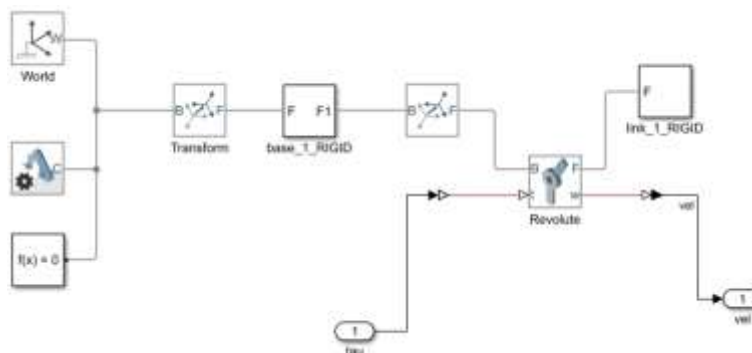 W
World
B F
Transform
F F1
base_1_RIGID
B F
F
link_1_RIGID
C
B F
t w
Revolute
vel
f(x) = 0
1
vel
1
tau